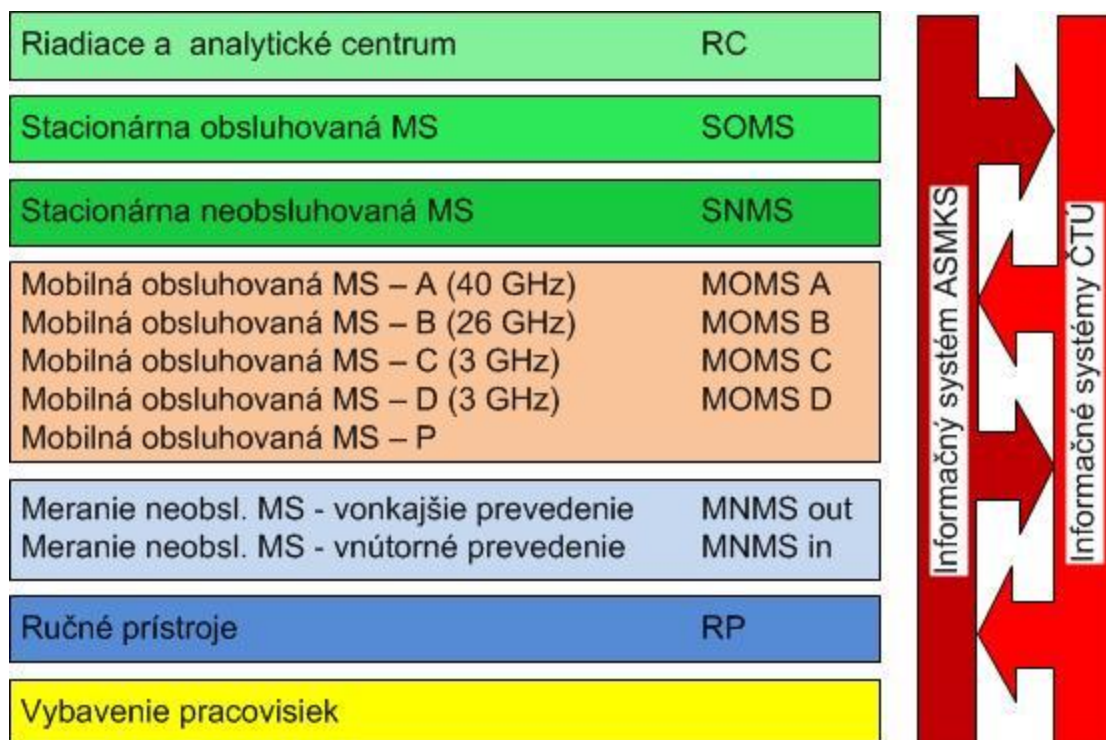 Riadiace a  analytické centrum RC
Stacionárna obsluhovaná MS SOMS
Stacionárna neobsluhovaná MS SNMS
Mobilná obsluhovaná MS – A (40 GHz) MOMS A
Mobilná obsluhovaná MS – B (26 GHz) MOMS B
Mobilná obsluhovaná MS – C (3 GHz) MOMS C
Mobilná obsluhovaná MS – D (3 GHz) MOMS D
Mobilná obsluhovaná MS – P
Meranie neobsl. MS - vonkajšie prevedenie MNMS out
Meranie neobsl. MS - vnútorné prevedenie MNMS in
Ručné prístroje RP
Vybavenie pracovisiek
Informačný systém ASMKS
Informačné systémy ČTÚ